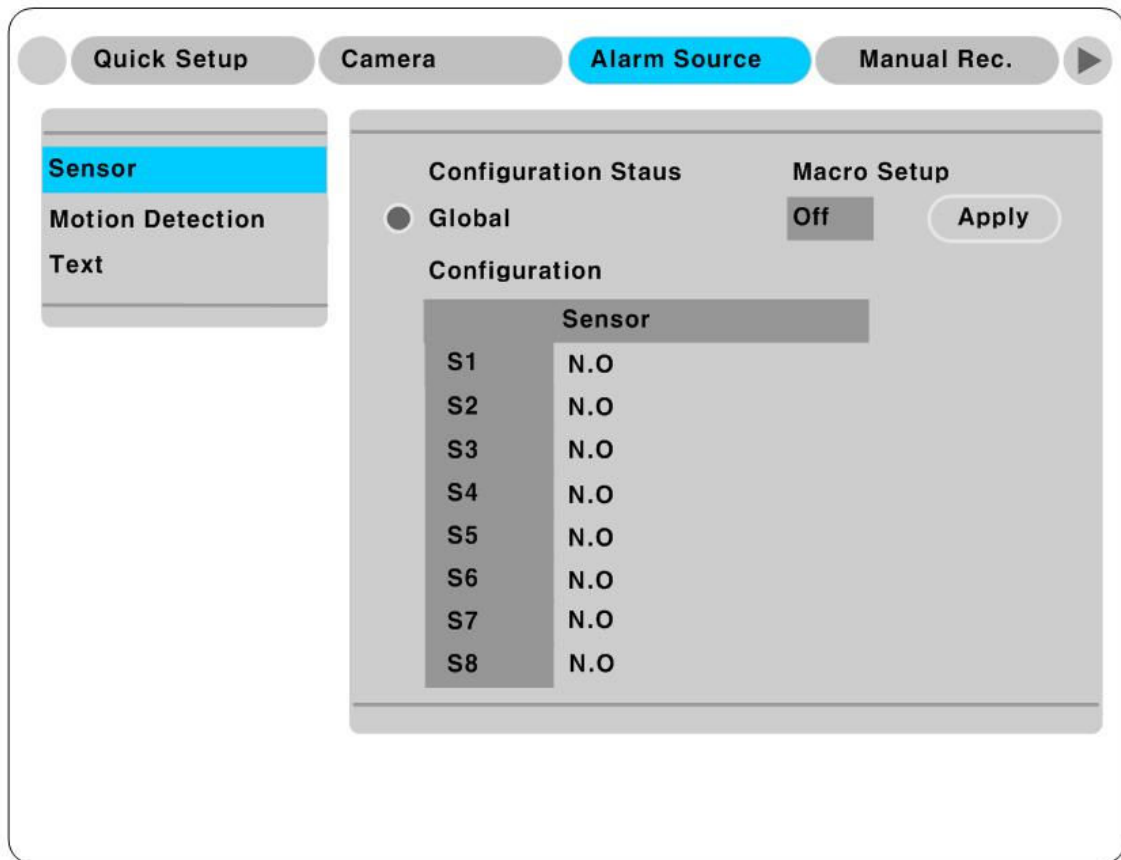 Quick Setup Camera Alarm Source Manual Rec.
Sensor
Motion Detection
Text
Configuration Staus Macro Setup
Global Off Apply
Configuration
Sensor
S1 N.O
S2 N.O
S3 N.O
S4 N.O
S5 N.O
S6 N.O
S7 N.O
S8 N.O